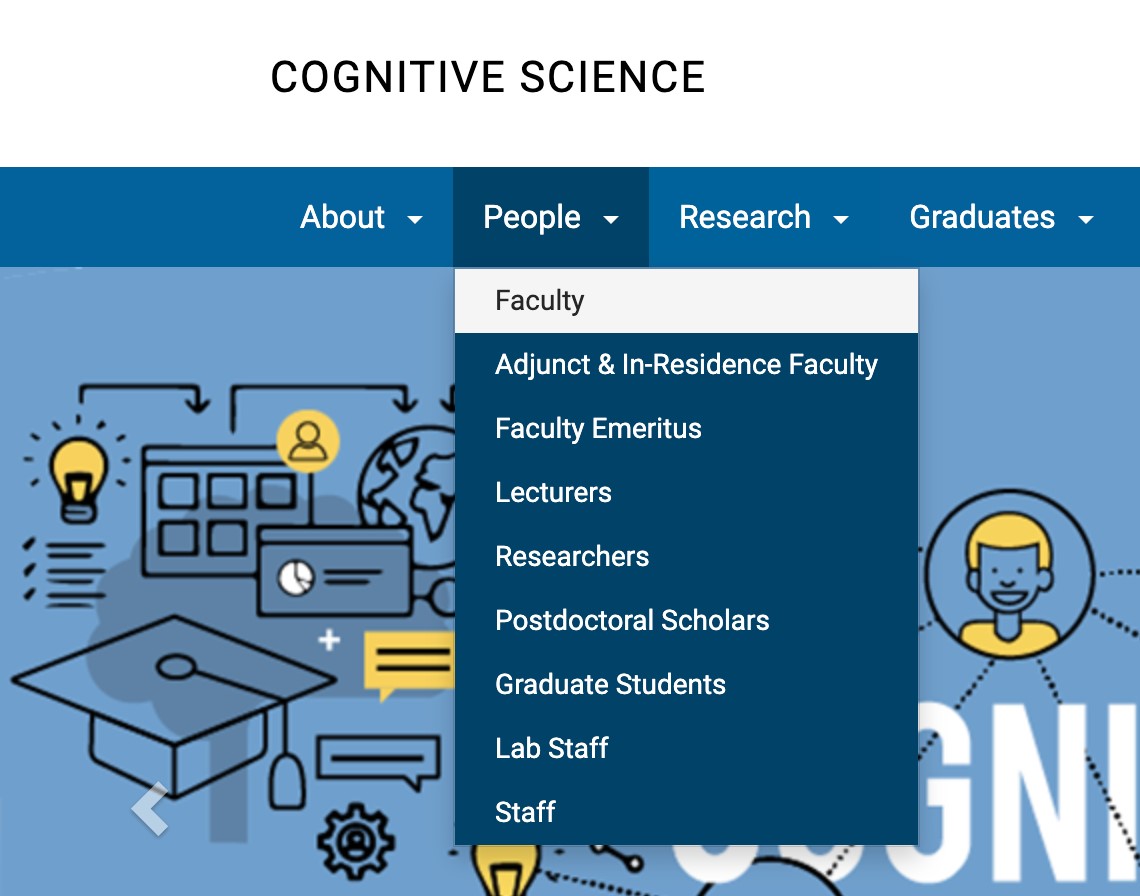 COGNITIVE SCIENCE
About People Research Graduates
Faculty
Adjunct & In-Residence Faculty
Faculty Emeritus
Lecturers
Researchers
Postdoctoral Scholars
Graduate Students
Lab Staff
Staff